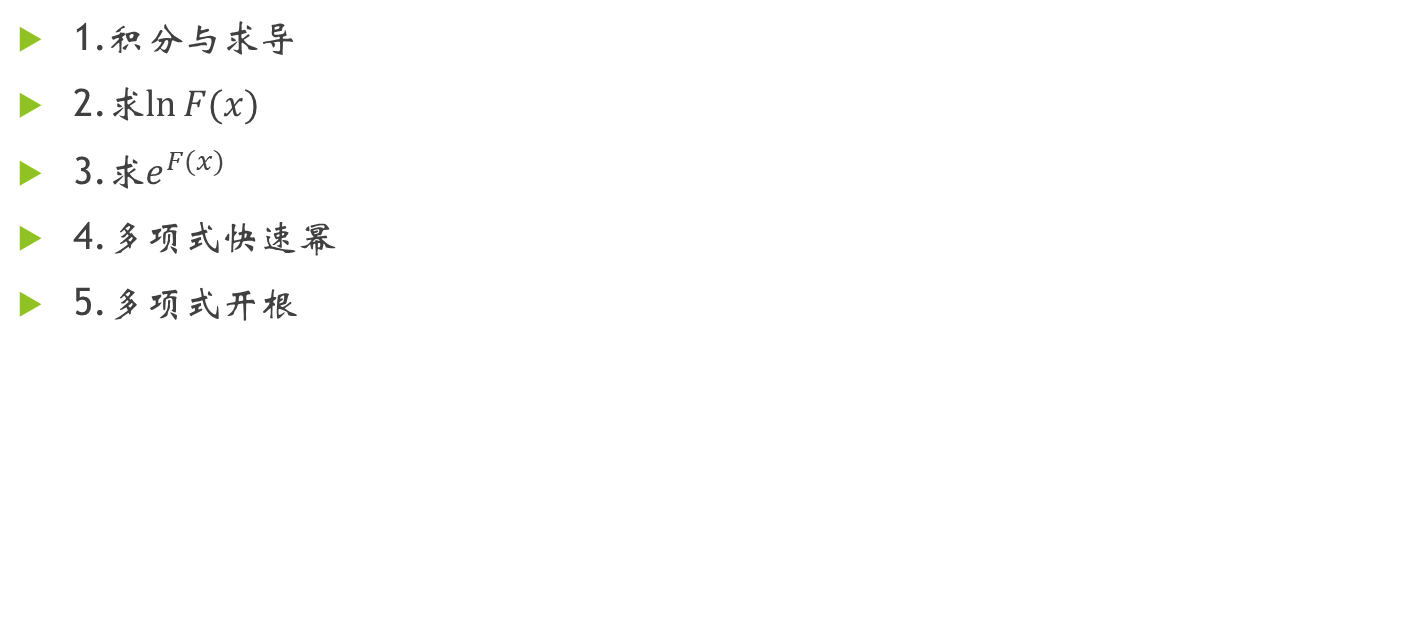 1.积分与求导
2.求ln F(x)
3.求e^{F(x)}
4.多项式快速幂
5.多项式开根